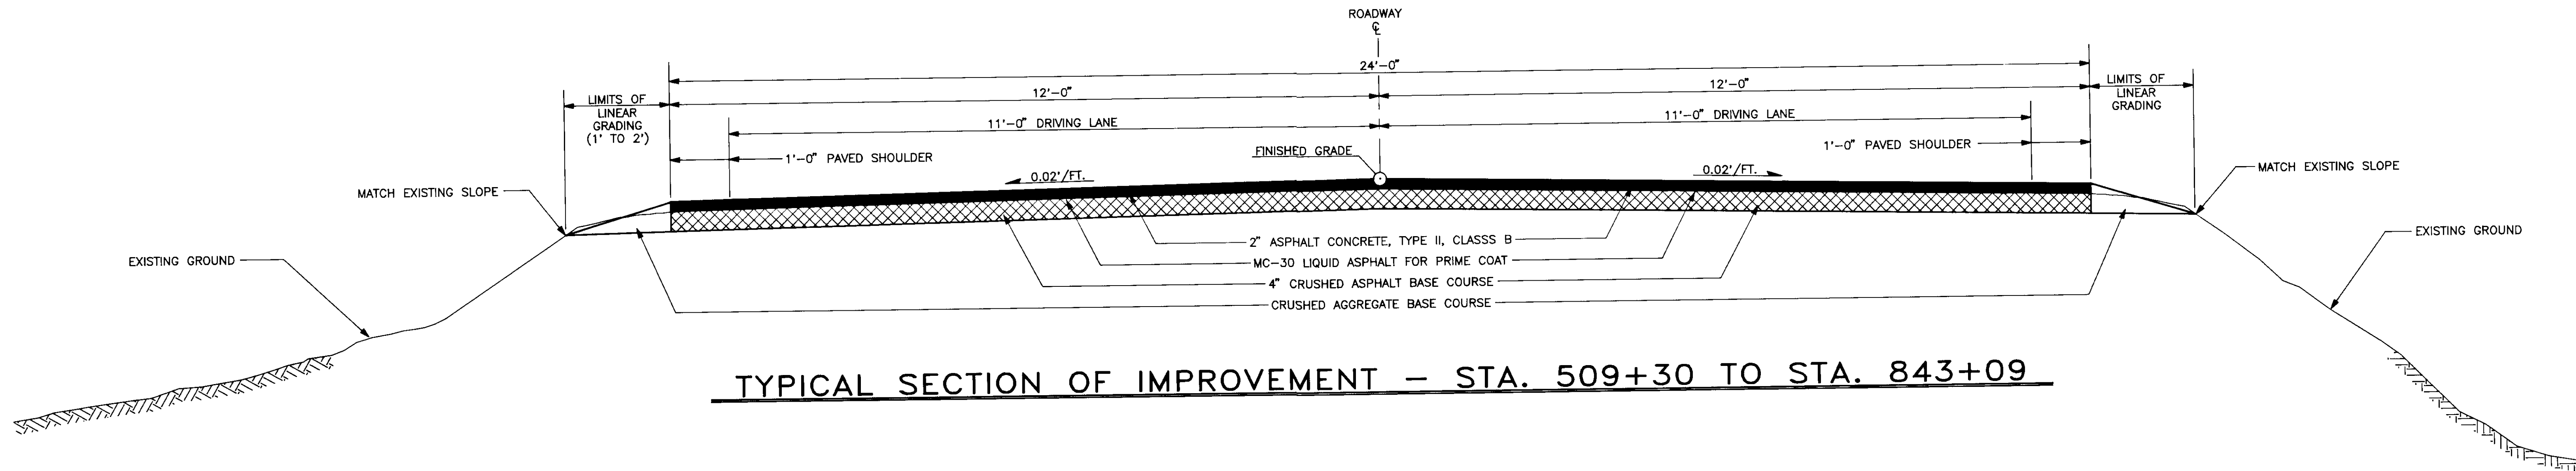 ROADWAY
℄
24'-0"
12'-0"
12'-0"
LIMITS OF
LINEAR
GRADING
(1' TO 2')
LIMITS OF
LINEAR
GRADING
11'-0" DRIVING LANE
11'-0" DRIVING LANE
1'-0" PAVED SHOULDER
1'-0" PAVED SHOULDER
FINISHED GRADE
0.02'/FT.
0.02'/FT.
MATCH EXISTING SLOPE
MATCH EXISTING SLOPE
EXISTING GROUND
EXISTING GROUND
2" ASPHALT CONCRETE, TYPE II, CLASSS B
MC-30 LIQUID ASPHALT FOR PRIME COAT
4" CRUSHED ASPHALT BASE COURSE
CRUSHED AGGREGATE BASE COURSE
TYPICAL SECTION OF IMPROVEMENT - STA. 509+30 TO STA. 843+09